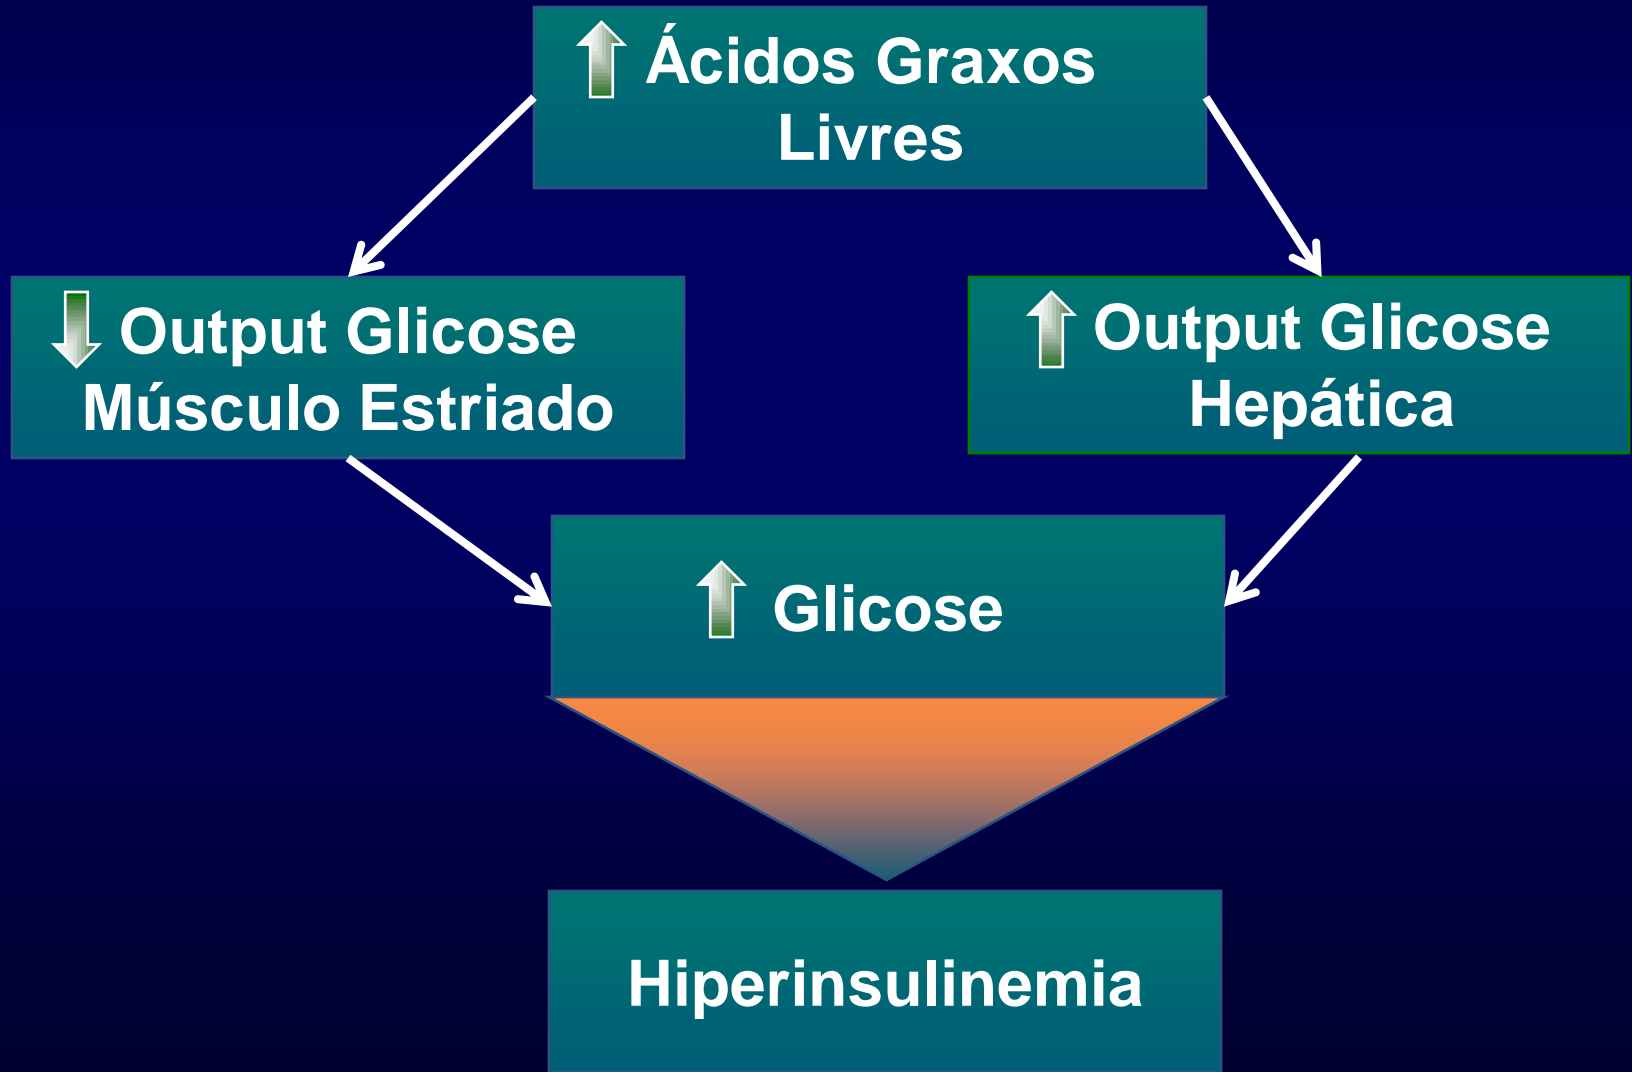 Ácidos Graxos
Livres
Output Glicose
Músculo Estriado
Output Glicose
Hepática
Glicose
Hiperinsulinemia